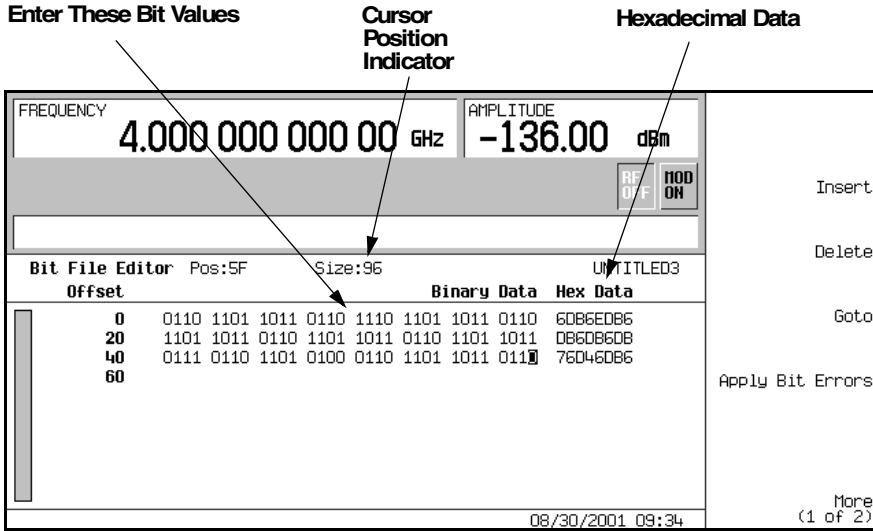 Enter These Bit Values
Cursor
Position
Indicator
Hexadecimal Data
FREQUENCY
4.000 000 000 00 GHz
AMPLITUDE
-136.00 dBm
RF
OFF
MOD
ON
Insert
Delete
Goto
Apply Bit Errors
More
(1 of 2)
Bit File Editor Pos:5F Size:96 UNTITLED3
Offset Binary Data Hex Data
0 0110 1101 1011 0110 1110 1101 1011 0110 6DB6EDB6
20 1101 1011 0110 1101 1011 0110 1101 1011 DB6DB6DB
40 0111 0110 1101 0100 0110 1101 1011 0110 76D46DB6
60
08/30/2001 09:34